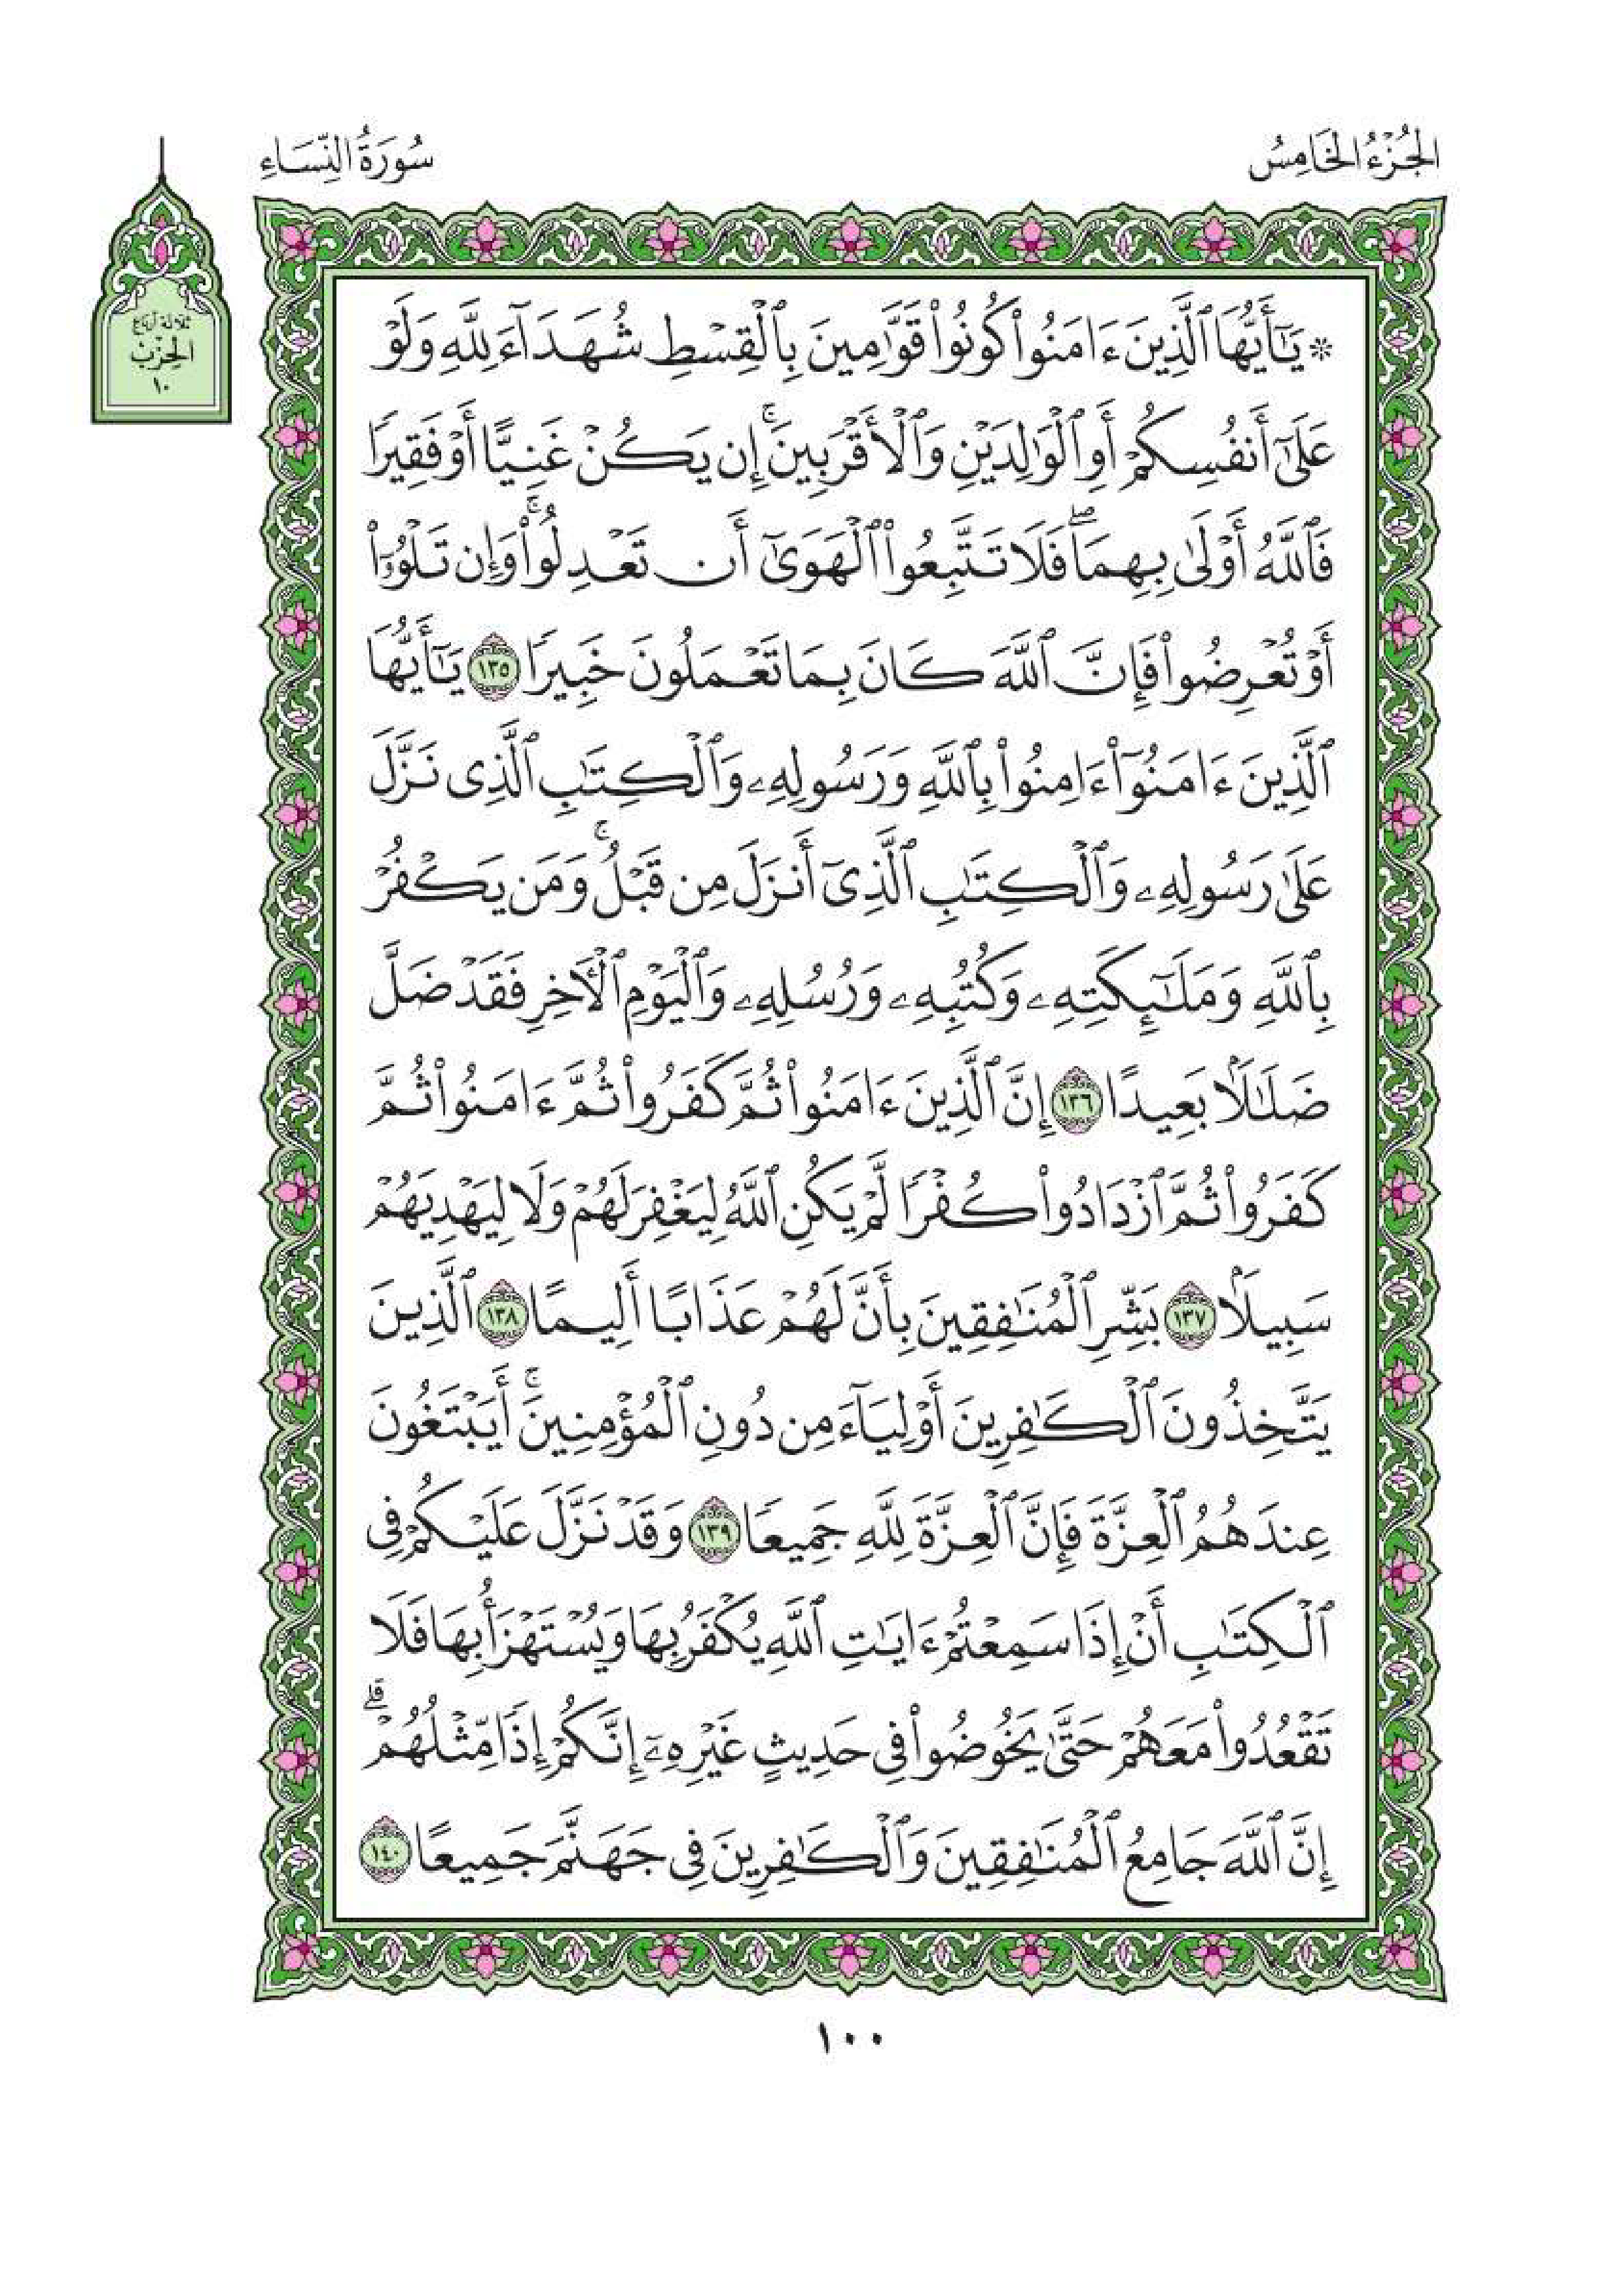 الجُزْءُ الخَامِسُ
سُورَةُ النِّسَاءِ
ثلاثة أرباع
الحِزْب
١٠
۞ يَٰٓأَيُّهَا ٱلَّذِينَ ءَامَنُوا۟ كُونُوا۟ قَوَّٰمِينَ بِٱلْقِسْطِ شُهَدَآءَ لِلَّهِ وَلَوْ
عَلَىٰٓ أَنفُسِكُمْ أَوِ ٱلْوَٰلِدَيْنِ وَٱلْأَقْرَبِينَ ۚ إِن يَكُنْ غَنِيًّا أَوْ فَقِيرًا
فَٱللَّهُ أَوْلَىٰ بِهِمَا ۖ فَلَا تَتَّبِعُوا۟ ٱلْهَوَىٰٓ أَن تَعْدِلُوا۟ ۚ وَإِن تَلْوُۥٓا۟
أَوْ تُعْرِضُوا۟ فَإِنَّ ٱللَّهَ كَانَ بِمَا تَعْمَلُونَ خَبِيرًا ١٣٥ يَٰٓأَيُّهَا
ٱلَّذِينَ ءَامَنُوٓا۟ ءَامِنُوا۟ بِٱللَّهِ وَرَسُولِهِۦ وَٱلْكِتَٰبِ ٱلَّذِى نَزَّلَ
عَلَىٰ رَسُولِهِۦ وَٱلْكِتَٰبِ ٱلَّذِىٓ أَنزَلَ مِن قَبْلُ ۚ وَمَن يَكْفُرْ
بِٱللَّهِ وَمَلَٰٓئِكَتِهِۦ وَكُتُبِهِۦ وَرُسُلِهِۦ وَٱلْيَوْمِ ٱلْءَاخِرِ فَقَدْ ضَلَّ
ضَلَٰلًۢا بَعِيدًا ١٣٦ إِنَّ ٱلَّذِينَ ءَامَنُوا۟ ثُمَّ كَفَرُوا۟ ثُمَّ ءَامَنُوا۟ ثُمَّ
كَفَرُوا۟ ثُمَّ ٱزْدَادُوا۟ كُفْرًا لَّمْ يَكُنِ ٱللَّهُ لِيَغْفِرَ لَهُمْ وَلَا لِيَهْدِيَهُمْ
سَبِيلًۢا ١٣٧ بَشِّرِ ٱلْمُنَٰفِقِينَ بِأَنَّ لَهُمْ عَذَابًا أَلِيمًا ١٣٨ ٱلَّذِينَ
يَتَّخِذُونَ ٱلْكَٰفِرِينَ أَوْلِيَآءَ مِن دُونِ ٱلْمُؤْمِنِينَ ۚ أَيَبْتَغُونَ
عِندَهُمُ ٱلْعِزَّةَ فَإِنَّ ٱلْعِزَّةَ لِلَّهِ جَمِيعًا ١٣٩ وَقَدْ نَزَّلَ عَلَيْكُمْ فِى
ٱلْكِتَٰبِ أَنْ إِذَا سَمِعْتُمْ ءَايَٰتِ ٱللَّهِ يُكْفَرُ بِهَا وَيُسْتَهْزَأُ بِهَا فَلَا
تَقْعُدُوا۟ مَعَهُمْ حَتَّىٰ يَخُوضُوا۟ فِى حَدِيثٍ غَيْرِهِۦٓ ۚ إِنَّكُمْ إِذًا مِّثْلُهُمْ ۗ
إِنَّ ٱللَّهَ جَامِعُ ٱلْمُنَٰفِقِينَ وَٱلْكَٰفِرِينَ فِى جَهَنَّمَ جَمِيعًا ١٤٠
١٠٠